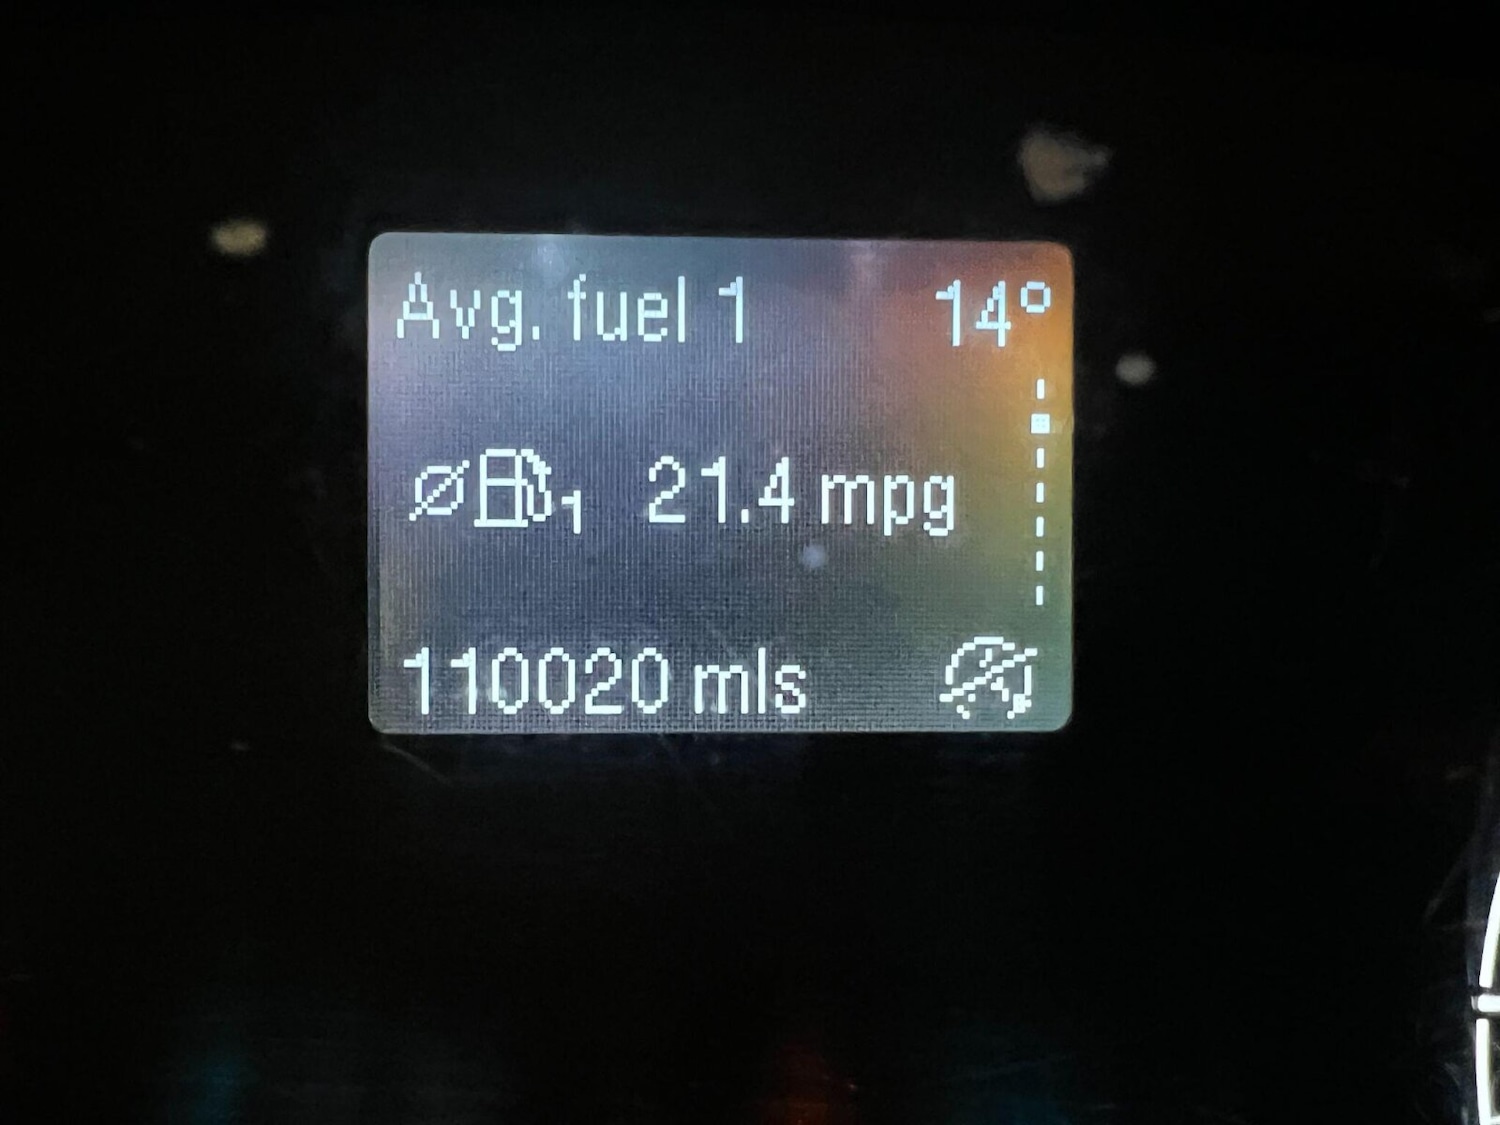 Avg. fuel 1 14°
Ø 1 21.4 mpg
110020 mls